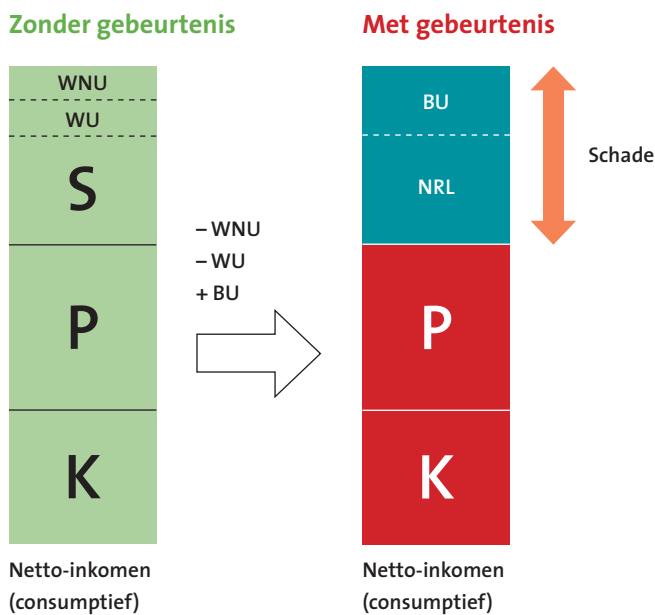 Zonder gebeurtenis
WNU
WU
S
P
K
Netto-inkomen
(consumptief)
– WNU
– WU
+ BU
Met gebeurtenis
BU
NRL
P
K
Netto-inkomen
(consumptief)
Schade